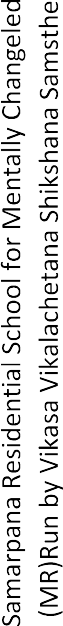 Samarpana Residential School for Mentally Changeled
(MR)Run by Vikasa Vikalachetana Shikshana Samsthe